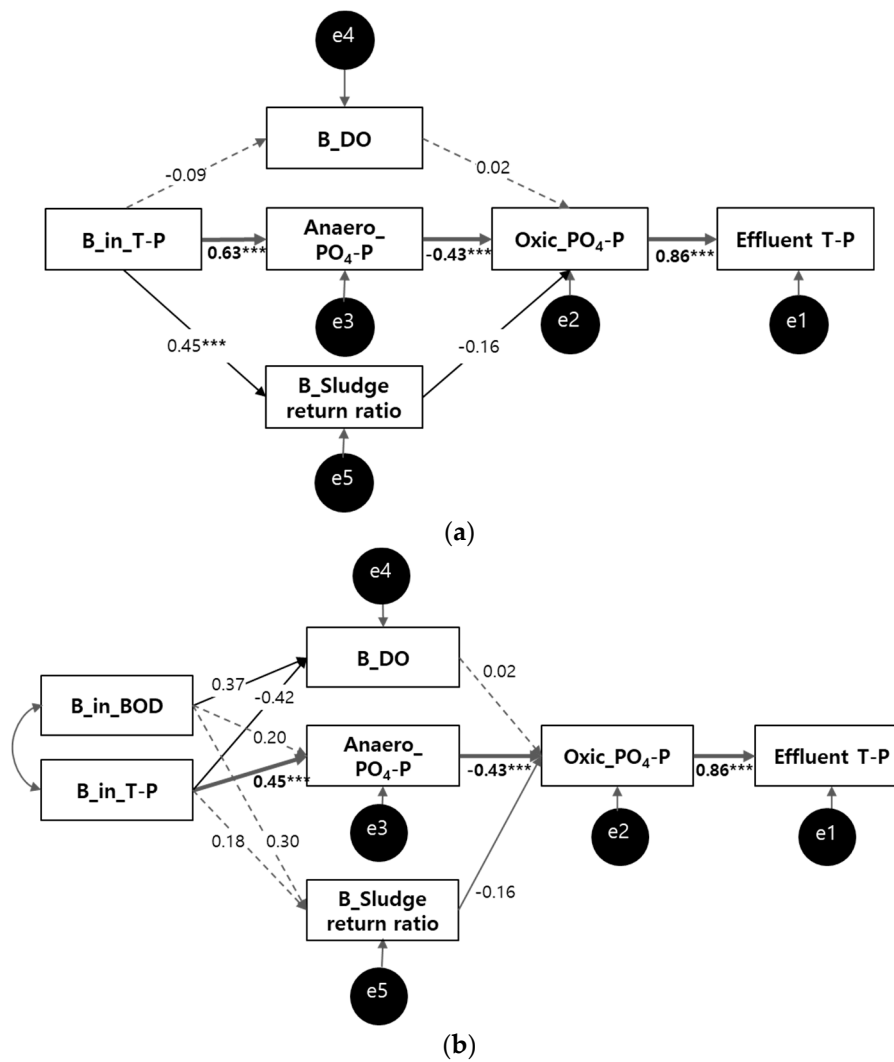 e4
B_DO
-0.09
0.02
B_in_T-P
Anaero_
PO₄-P
Oxic_PO₄-P
Effluent T-P
0.63***
-0.43***
0.86***
e3
e2
e1
0.45***
-0.16
B_Sludge
return ratio
e5
(a)
e4
B_DO
0.37
0.02
B_in_BOD
-0.42
0.20
Anaero_
PO₄-P
Oxic_PO₄-P
Effluent T-P
-0.43***
0.86***
B_in_T-P
0.45***
e3
e2
e1
0.18
0.30
B_Sludge
return ratio
-0.16
e5
(b)